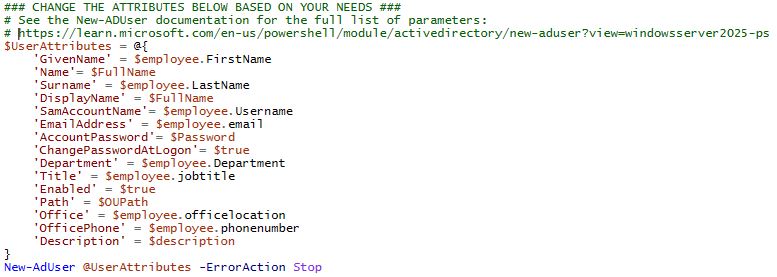 ### CHANGE THE ATTRIBUTES BELOW BASED ON YOUR NEEDS ###
# See the New-ADUser documentation for the full list of parameters:
# https://learn.microsoft.com/en-us/powershell/module/activedirectory/new-aduser?view=windowsserver2025-ps
$UserAttributes = @{
    'GivenName' = $employee.FirstName
    'Name'= $FullName
    'Surname' = $employee.LastName
    'DisplayName' = $FullName
    'SamAccountName'= $employee.Username
    'EmailAddress' = $employee.email
    'AccountPassword'= $Password
    'ChangePasswordAtLogon'= $true
    'Department' = $employee.Department
    'Title' = $employee.jobtitle
    'Enabled' = $true
    'Path' = $OUPath
    'Office' = $employee.officelocation
    'OfficePhone' = $employee.phonenumber
    'Description' = $description
}
New-AdUser @UserAttributes -ErrorAction Stop